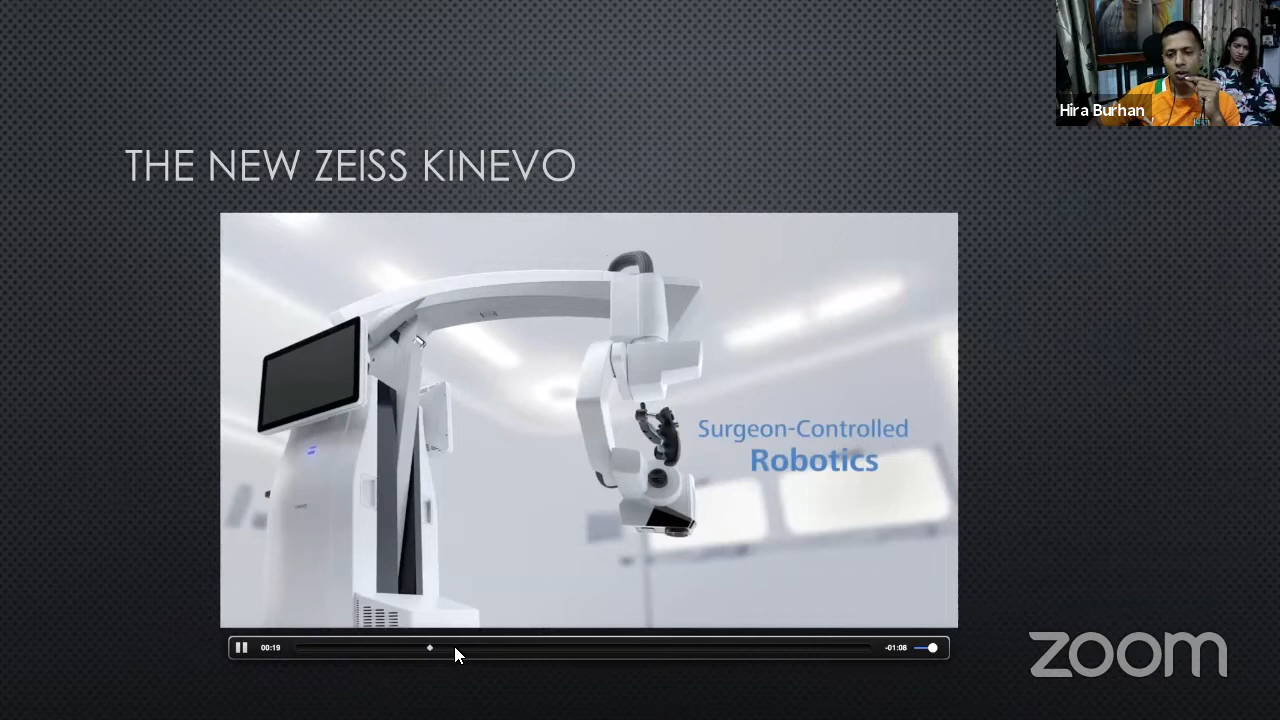 Hira Burhan
THE NEW ZEISS KINEVO
Surgeon-Controlled
Robotics
00:19
-01:08
zoom